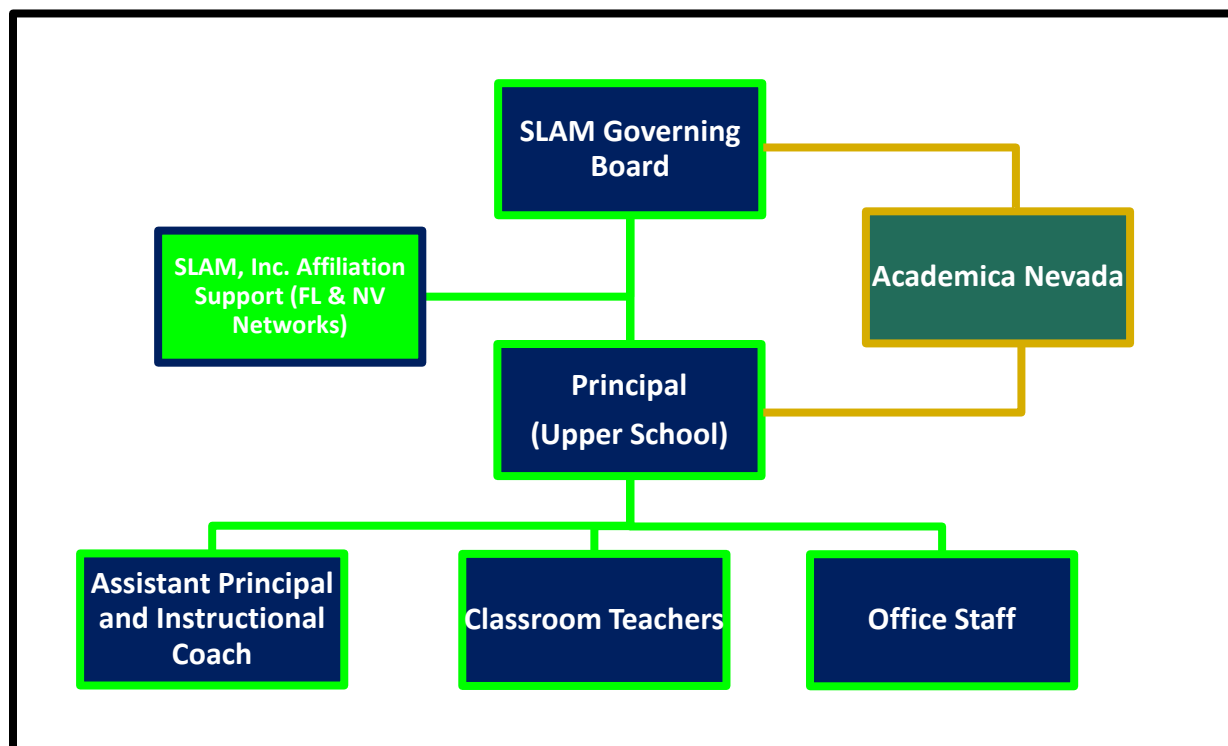 SLAM Governing
Board
SLAM, Inc. Affiliation
Support (FL & NV
Networks)
Academica Nevada
Principal
(Upper School)
Assistant Principal
and Instructional
Coach
Classroom Teachers
Office Staff